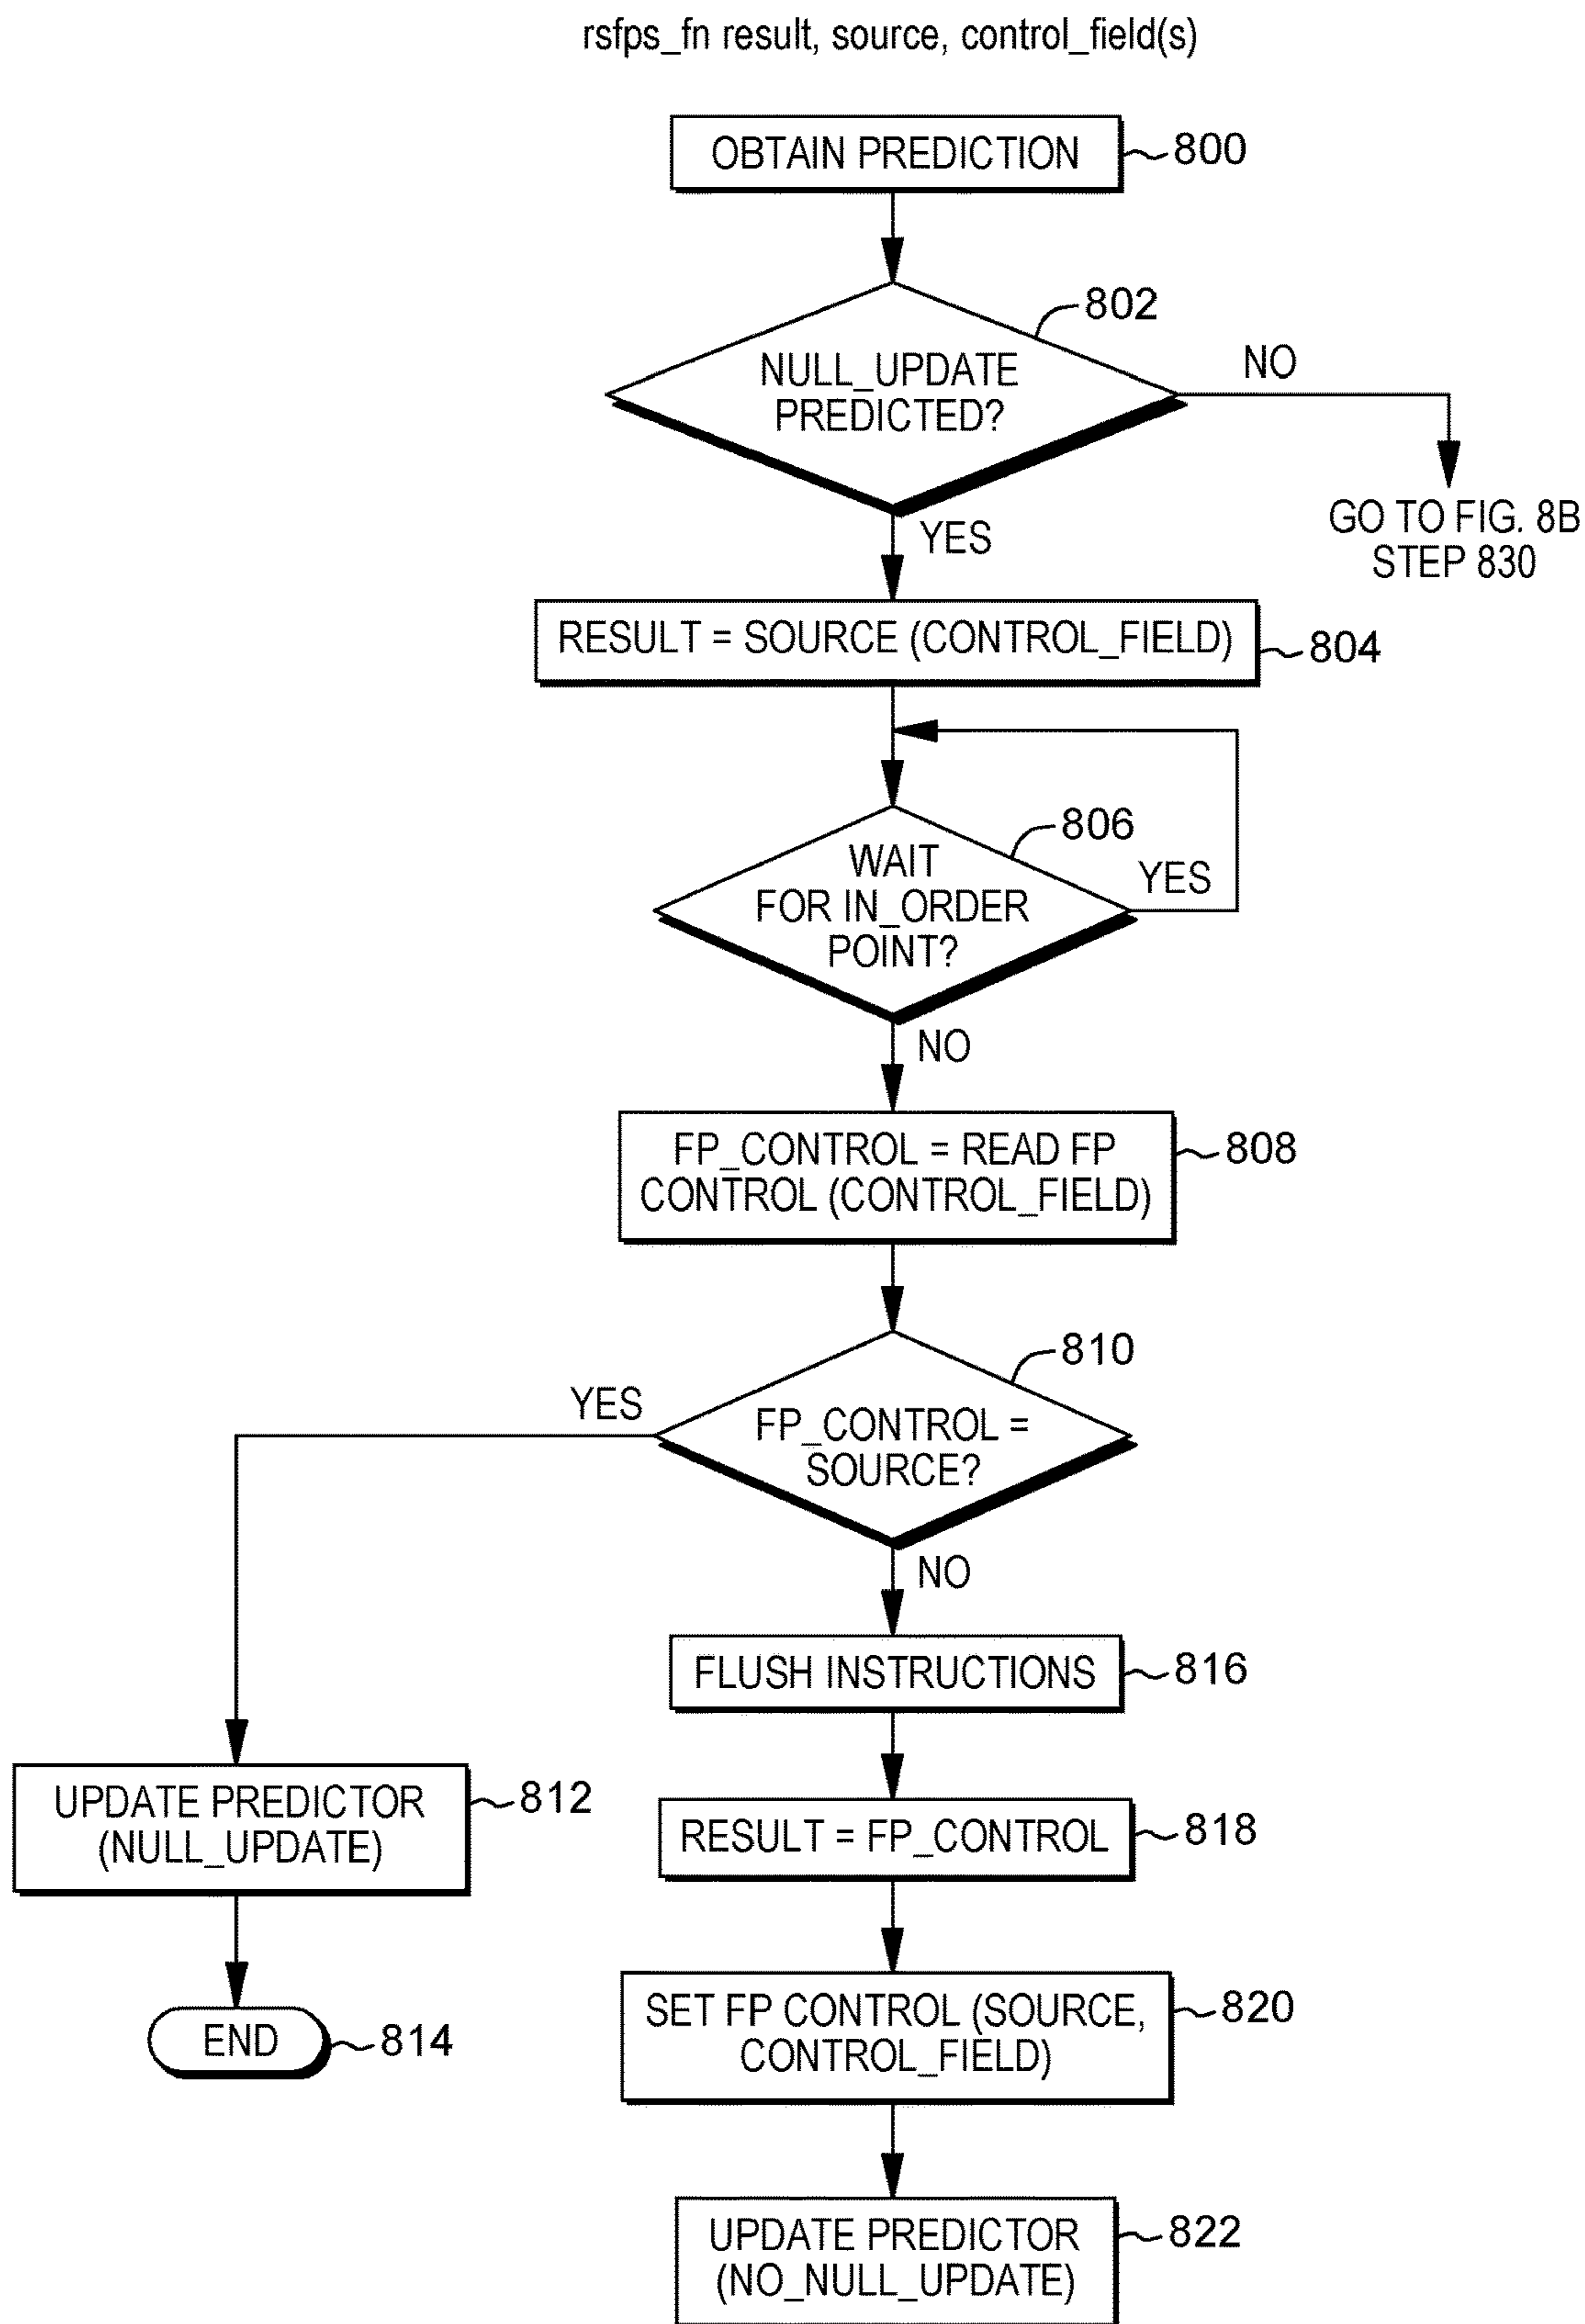 rsfps_fn result, source, control_field(s)
OBTAIN PREDICTION
800
802
NULL_UPDATE
PREDICTED?
NO
GO TO FIG. 8B
STEP 830
YES
RESULT = SOURCE (CONTROL_FIELD)
804
806
WAIT
FOR IN_ORDER
POINT?
YES
NO
FP_CONTROL = READ FP
CONTROL (CONTROL_FIELD)
808
810
YES
FP_CONTROL =
SOURCE?
NO
FLUSH INSTRUCTIONS
816
UPDATE PREDICTOR
(NULL_UPDATE)
812
RESULT = FP_CONTROL
818
END
814
SET FP CONTROL (SOURCE,
CONTROL_FIELD)
820
UPDATE PREDICTOR
(NO_NULL_UPDATE)
822